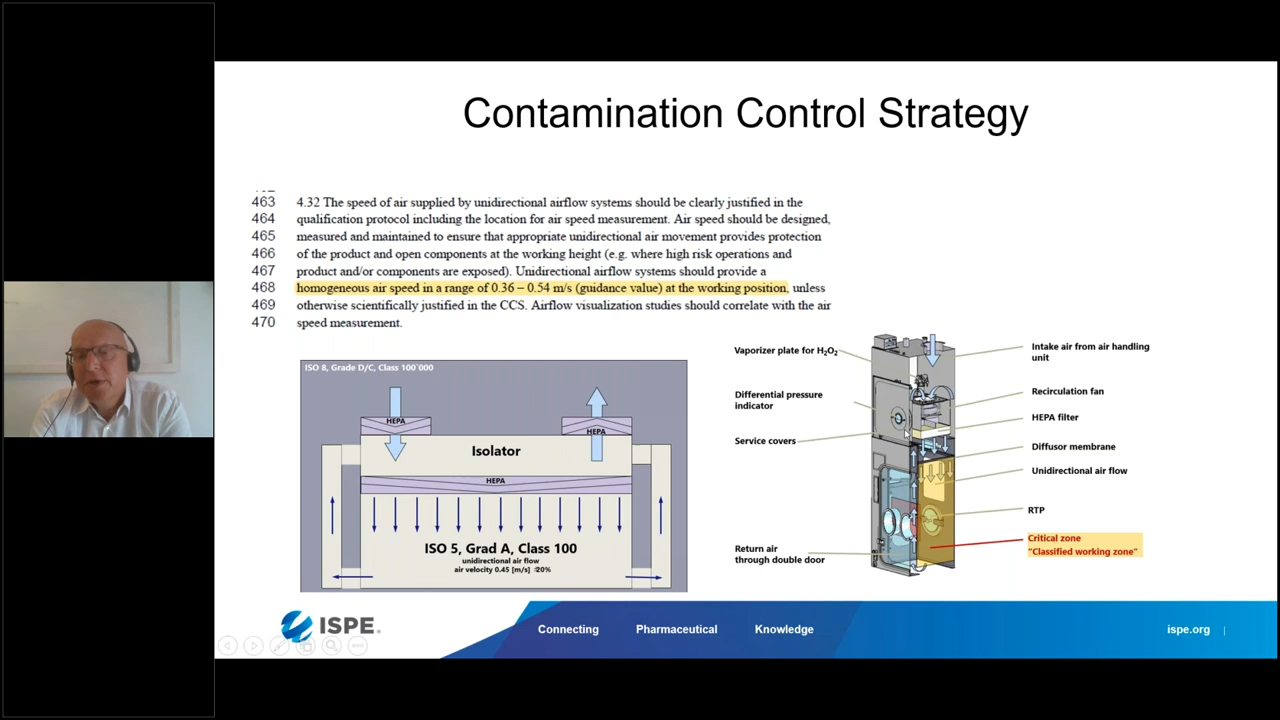 Contamination Control Strategy
463 4.32 The speed of air supplied by unidirectional airflow systems should be clearly justified in the
464 qualification protocol including the location for air speed measurement. Air speed should be designed,
465 measured and maintained to ensure that appropriate unidirectional air movement provides protection
466 of the product and open components at the working height (e.g. where high risk operations and
467 product and/or components are exposed). Unidirectional airflow systems should provide a
468 homogeneous air speed in a range of 0.36 – 0.54 m/s (guidance value) at the working position, unless
469 otherwise scientifically justified in the CCS. Airflow visualization studies should correlate with the air
470 speed measurement.
ISO 8, Grade D/C, Class 100`000
HEPA
HEPA
Isolator
HEPA
ISO 5, Grad A, Class 100
unidirectional air flow
air velocity 0.45 [m/s] ±20%
Vaporizer plate for H₂O₂
Differential pressure
indicator
Service covers
Return air
through double door
Intake air from air handling
unit
Recirculation fan
HEPA filter
Diffusor membrane
Unidirectional air flow
RTP
Critical zone
"Classified working zone"
ISPE.
Connecting Pharmaceutical Knowledge
ispe.org